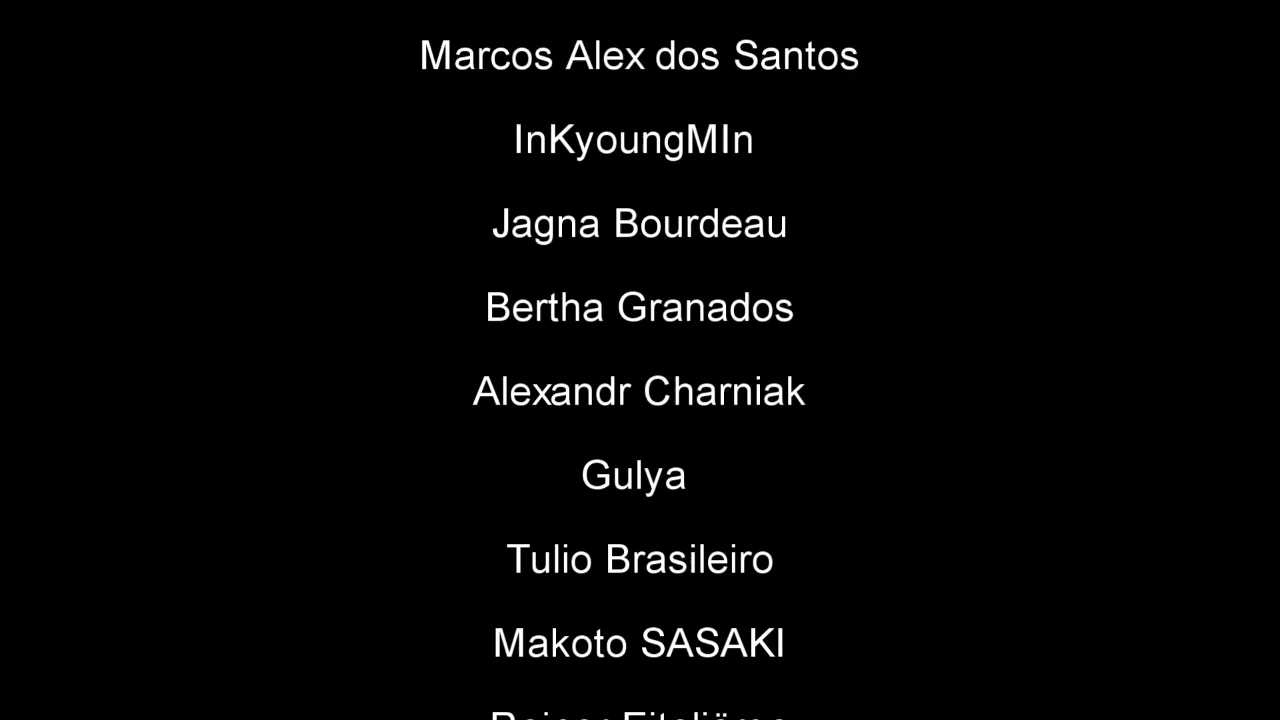 Marcos Alex dos Santos
InKyoungMIn
Jagna Bourdeau
Bertha Granados
Alexandr Charniak
Gulya
Tulio Brasileiro
Makoto SASAKI